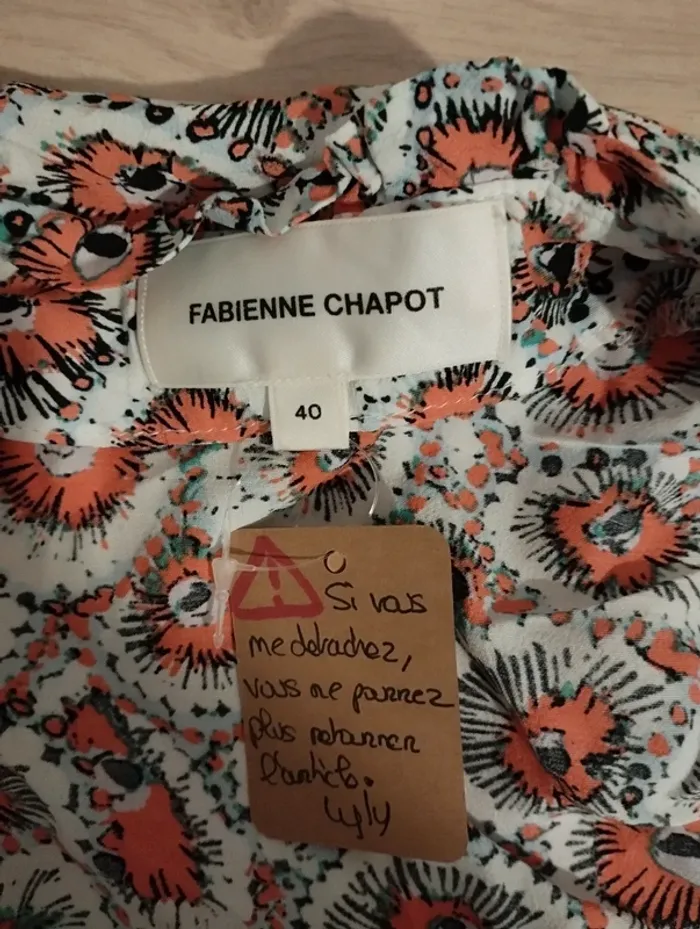 FABIENNE CHAPOT
40
Si vous
me detachez,
vous ne pourrez
plus retourner
l'article.
Lyly